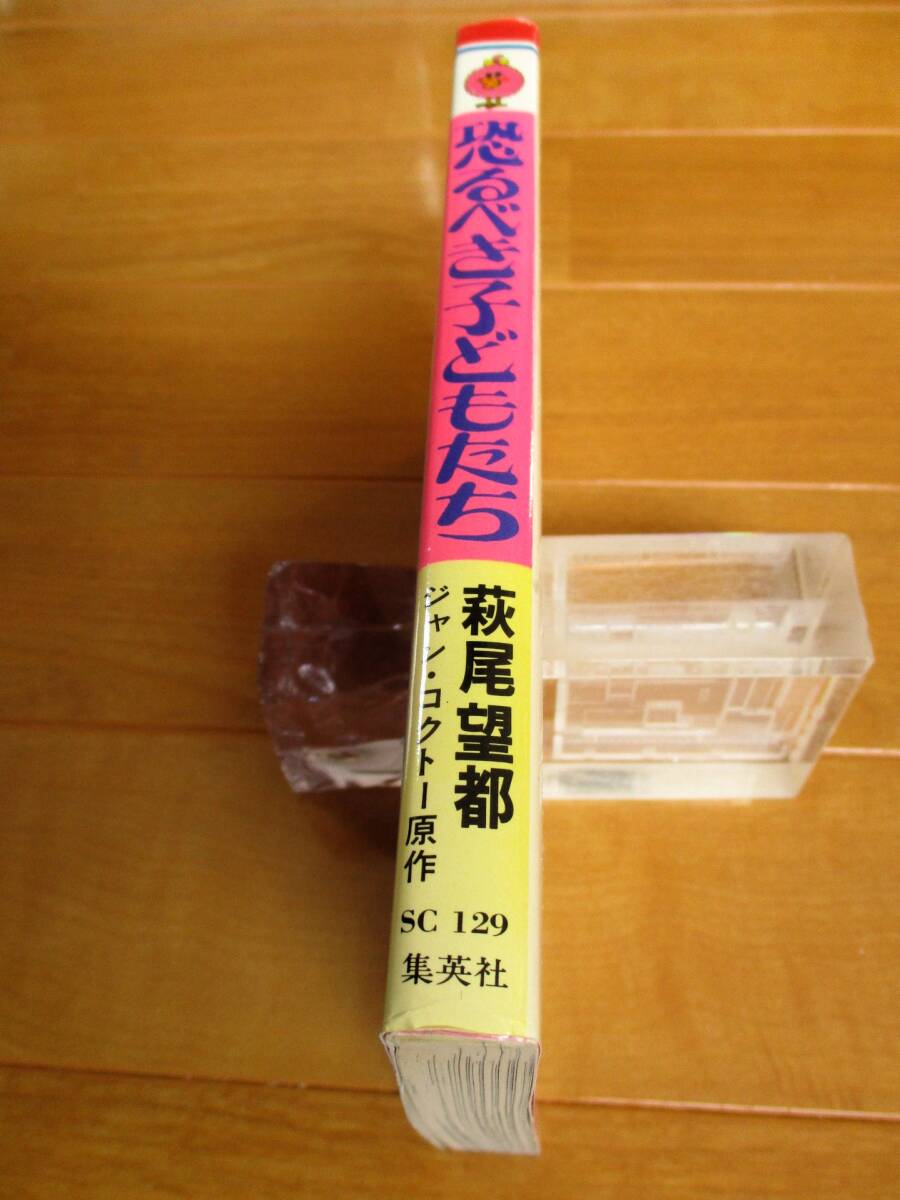 恐るべき子どもたち
萩尾望都
ジャン・コクトー原作
SC 129
集英社